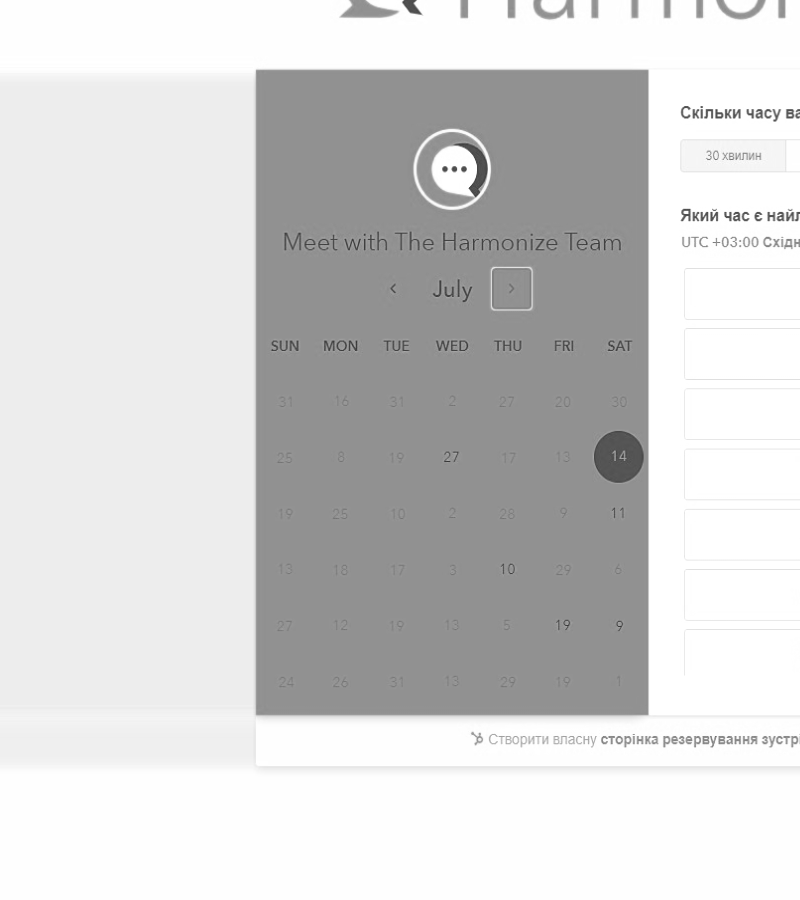 Harmon
Meet with The Harmonize Team
July
SUN MON TUE WED THU FRI SAT
31 16 31 2 27 20 30
25 8 19 27 17 13 14
19 25 10 2 28 9 11
13 18 17 3 10 29 6
27 12 19 13 5 19 9
24 26 31 13 29 19 1
Скільки часу ва
30 хвилин
Який час є найл
UTC +03:00 Східн
Створити власну сторінка резервування зустрі